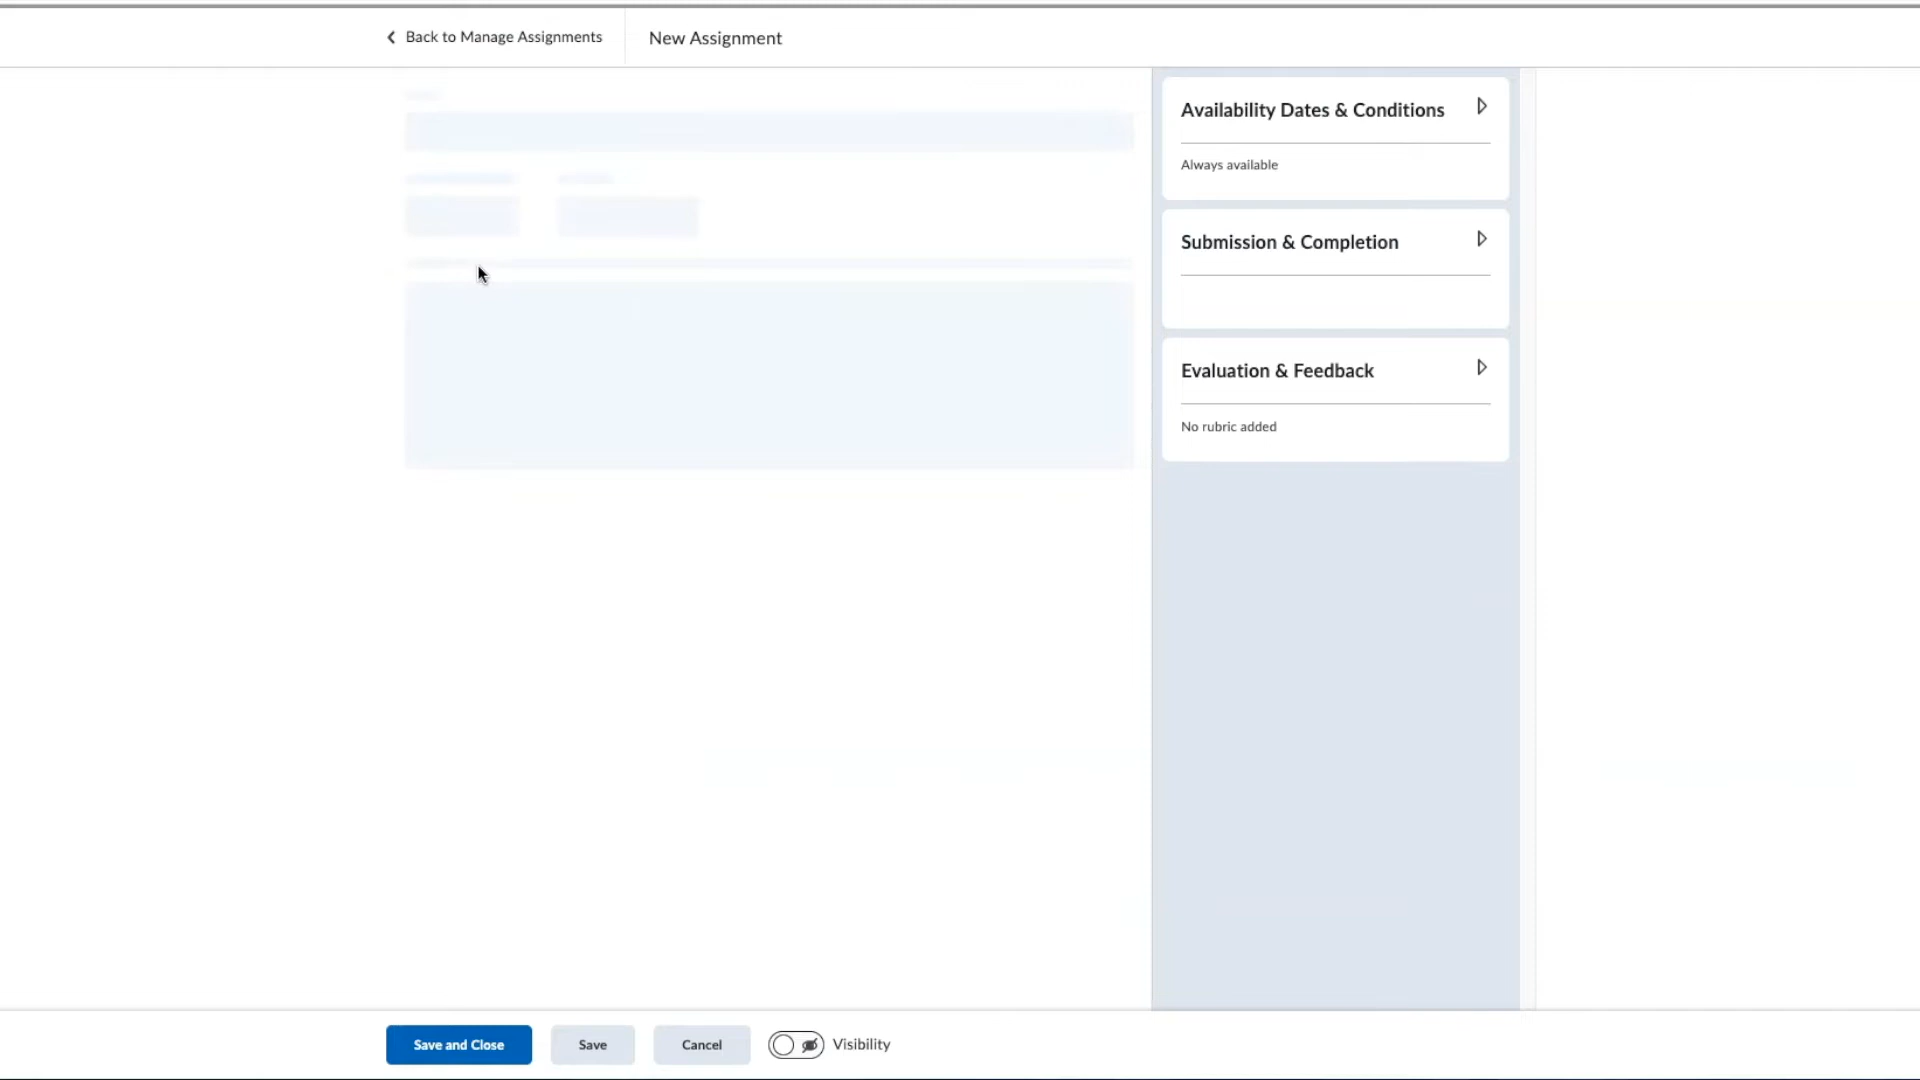 Back to Manage Assignments
New Assignment
Availability Dates & Conditions
Always available
Submission & Completion
Evaluation & Feedback
No rubric added
Save and Close
Save
Cancel
Visibility